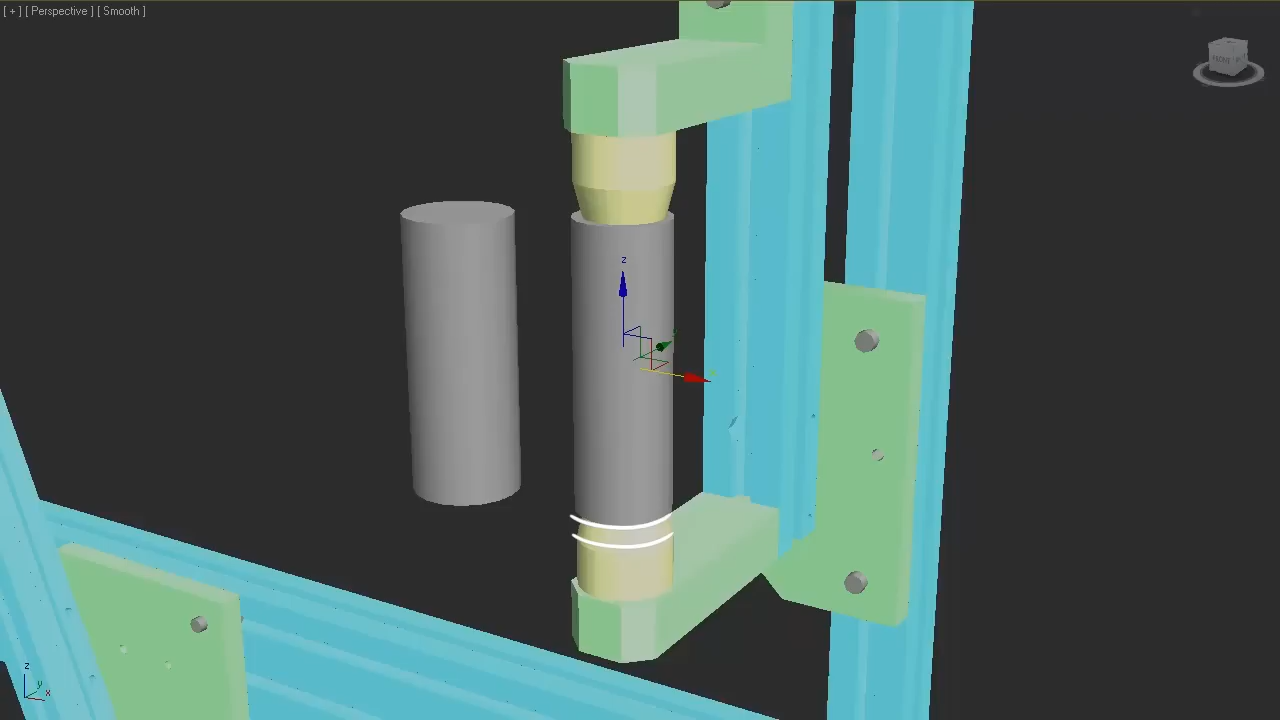 [ + ] [ Perspective ] [ Smooth ]
z
z
y
x